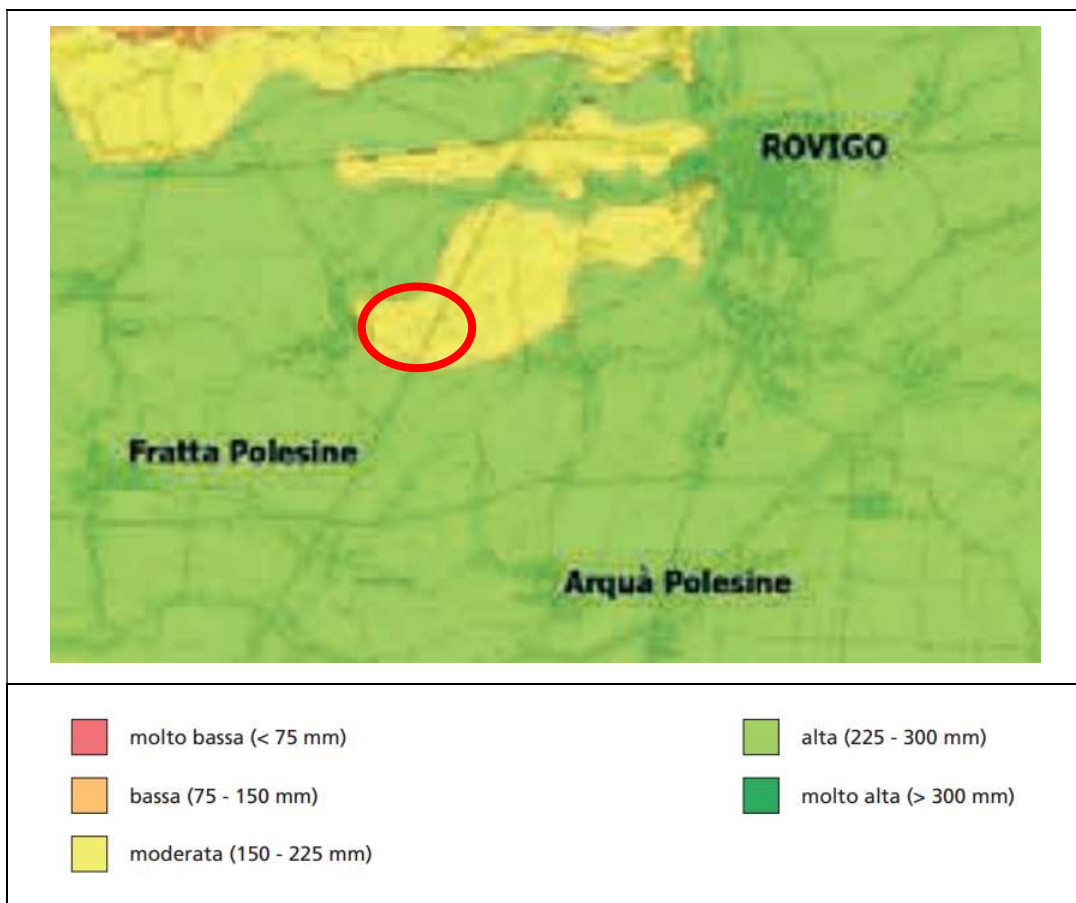 ROVIGO
Fratta Polesine
Arquà Polesine
molto bassa (< 75 mm)
bassa (75 - 150 mm)
moderata (150 - 225 mm)
alta (225 - 300 mm)
molto alta (> 300 mm)